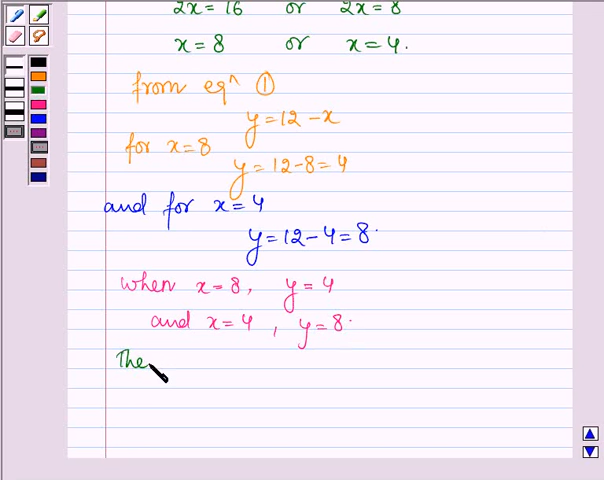 2x = 16 or 2x = 8
x = 8 or x = 4.
from eqⁿ ①
y = 12 - x
for x = 8
y = 12 - 8 = 4
and for x = 4
y = 12 - 4 = 8.
when x = 8, y = 4
and x = 4, y = 8.
The